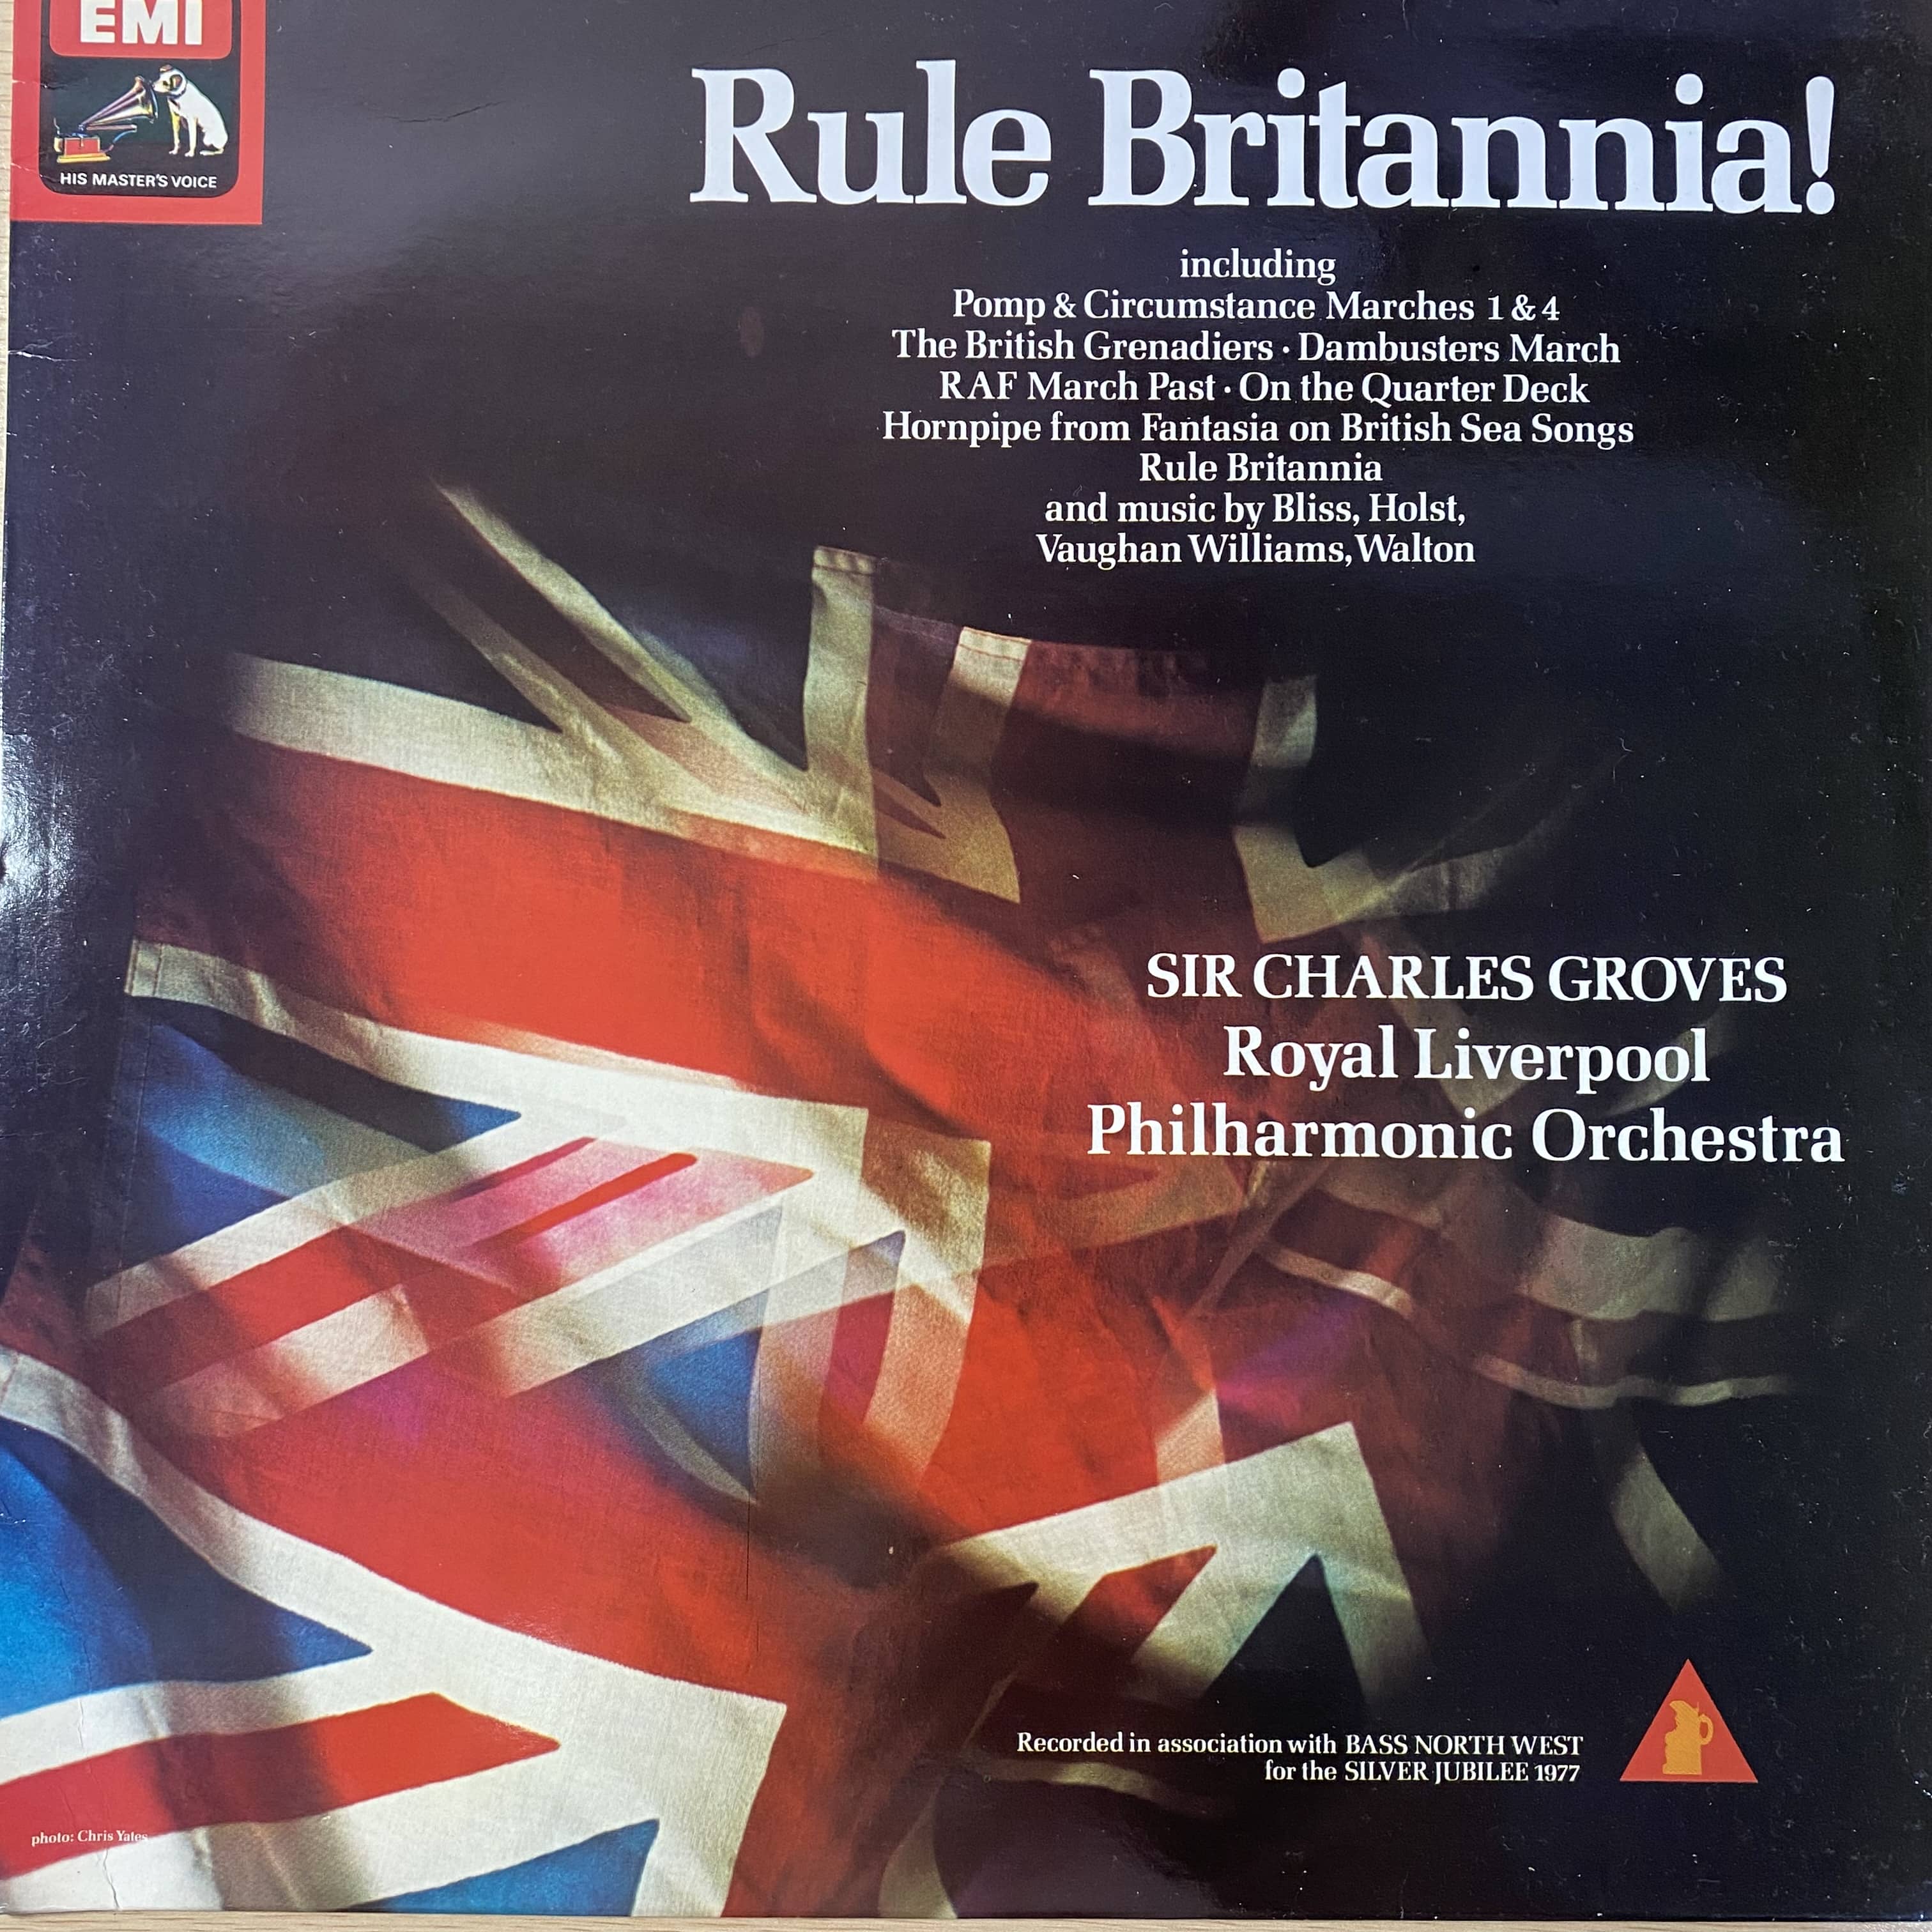 EMI
HIS MASTER'S VOICE
Rule Britannia!
including
Pomp & Circumstance Marches 1 & 4
The British Grenadiers · Dambusters March
RAF March Past · On the Quarter Deck
Hornpipe from Fantasia on British Sea Songs
Rule Britannia
and music by Bliss, Holst,
Vaughan Williams, Walton
SIR CHARLES GROVES
Royal Liverpool
Philharmonic Orchestra
Recorded in association with BASS NORTH WEST
for the SILVER JUBILEE 1977
photo: Chris Yates